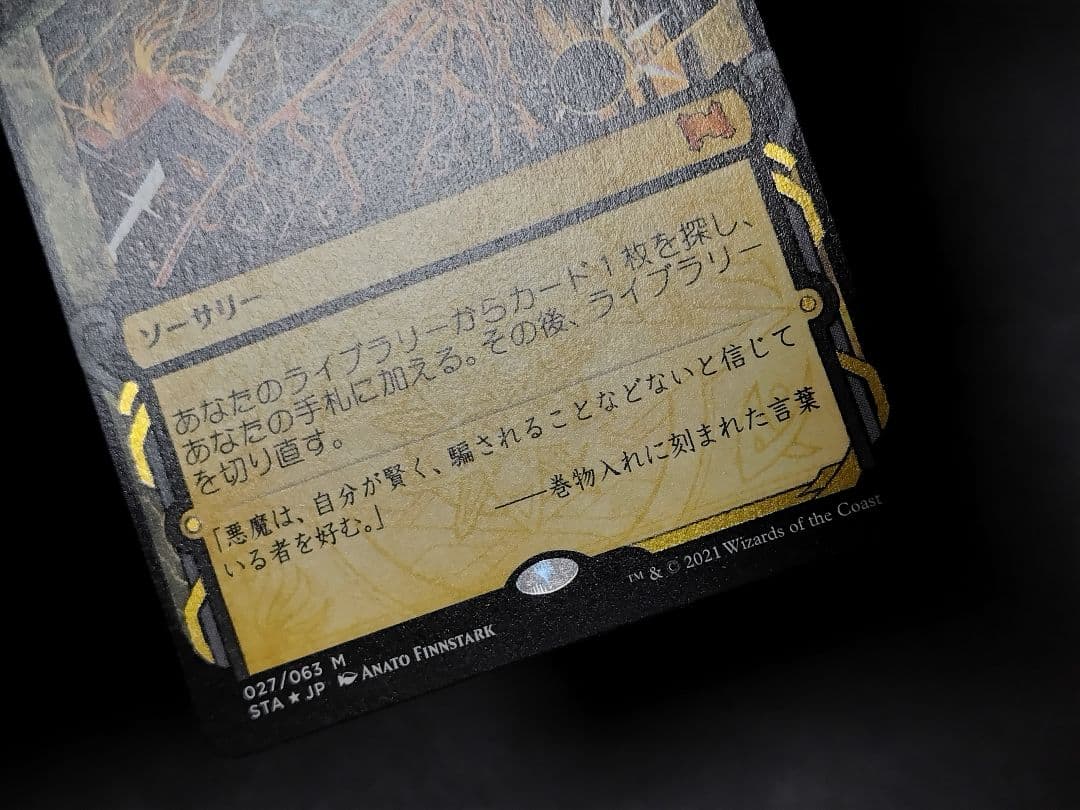 ソーサリー
あなたのライブラリーからカード1枚を探し、
あなたの手札に加える。その後、ライブラリー
を切り直す。
「悪魔は、自分が賢く、騙されることなどないと信じて
いる者を好む。」
――巻物入れに刻まれた言葉
027/063 M
STA★JP ANATO FINNSTARK
™ & © 2021 Wizards of the Coast